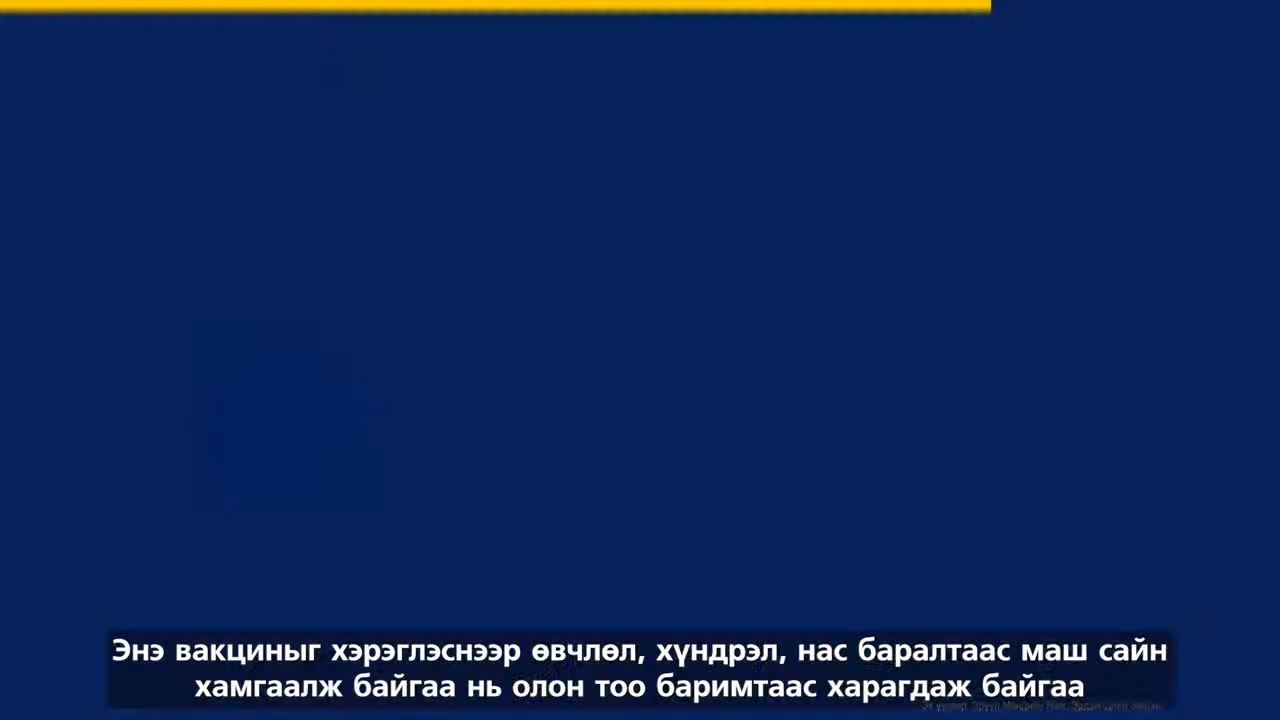 Энэ вакциныг хэрэглэснээр өвчлөл, хүндрэл, нас баралтаас маш сайн
хамгаалж байгаа нь олон тоо баримтаас харагдаж байгаа